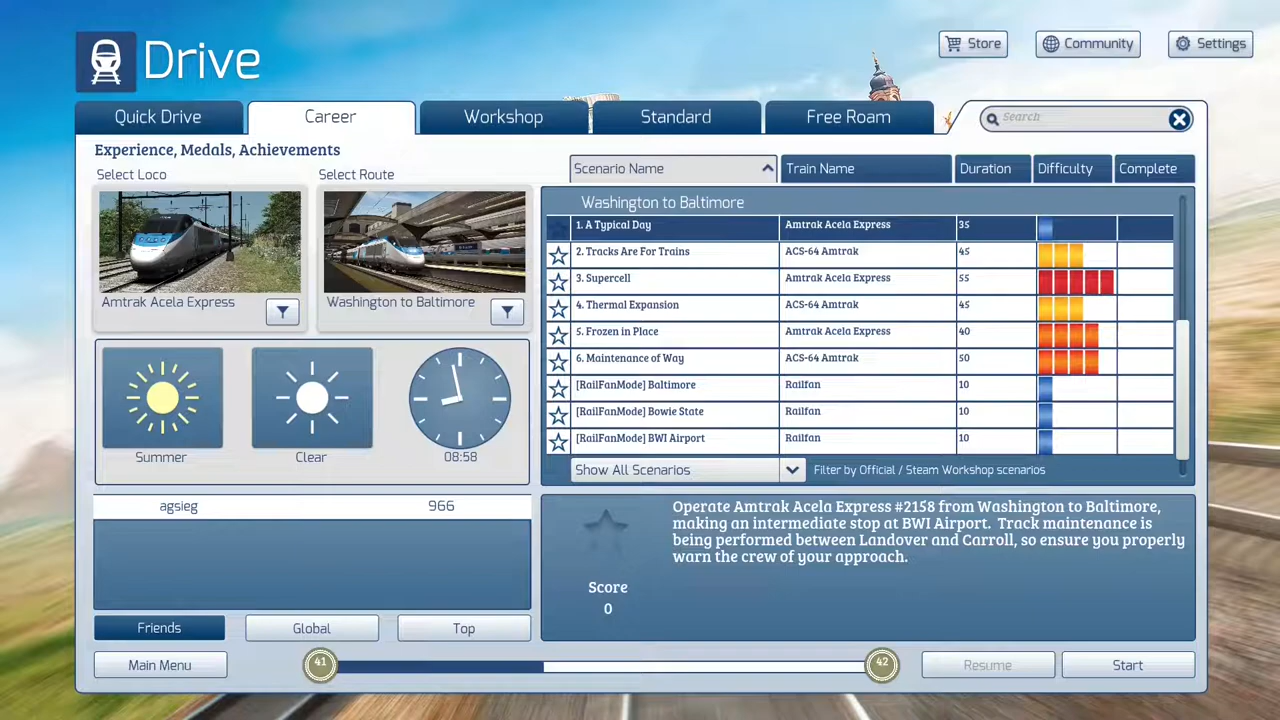 Drive
Store
Community
Settings
Quick Drive
Career
Workshop
Standard
Free Roam
Search
Experience, Medals, Achievements
Select Loco
Select Route
Amtrak Acela Express
Washington to Baltimore
Summer
Clear
08:58
agsieg 966
Friends
Global
Top
Scenario Name Train Name Duration Difficulty Complete
Washington to Baltimore
1. A Typical Day Amtrak Acela Express 35
2. Tracks Are For Trains ACS-64 Amtrak 45
3. Supercell Amtrak Acela Express 55
4. Thermal Expansion ACS-64 Amtrak 45
5. Frozen in Place Amtrak Acela Express 40
6. Maintenance of Way ACS-64 Amtrak 50
[RailFanMode] Baltimore Railfan 10
[RailFanMode] Bowie State Railfan 10
[RailFanMode] BWI Airport Railfan 10
Show All Scenarios
Filter by Official / Steam Workshop scenarios
Score
0
Operate Amtrak Acela Express #2158 from Washington to Baltimore,
making an intermediate stop at BWI Airport. Track maintenance is
being performed between Landover and Carroll, so ensure you properly
warn the crew of your approach.
Main Menu
41
42
Resume
Start